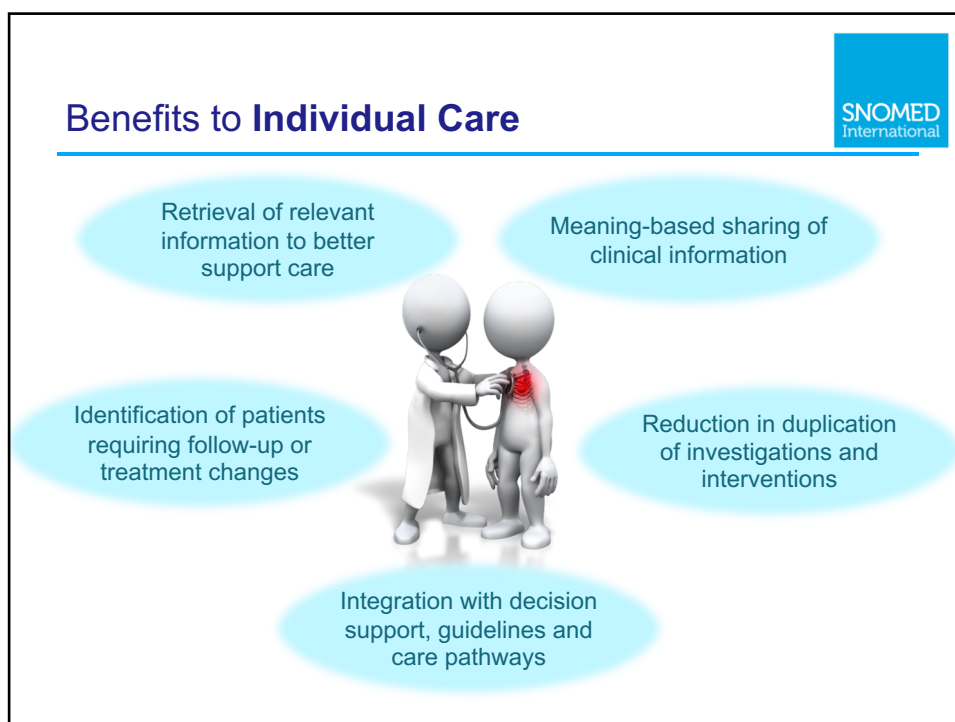 SNOMED
International
Benefits to Individual Care
Retrieval of relevant
information to better
support care
Meaning-based sharing of
clinical information
Identification of patients
requiring follow-up or
treatment changes
Reduction in duplication
of investigations and
interventions
Integration with decision
support, guidelines and
care pathways